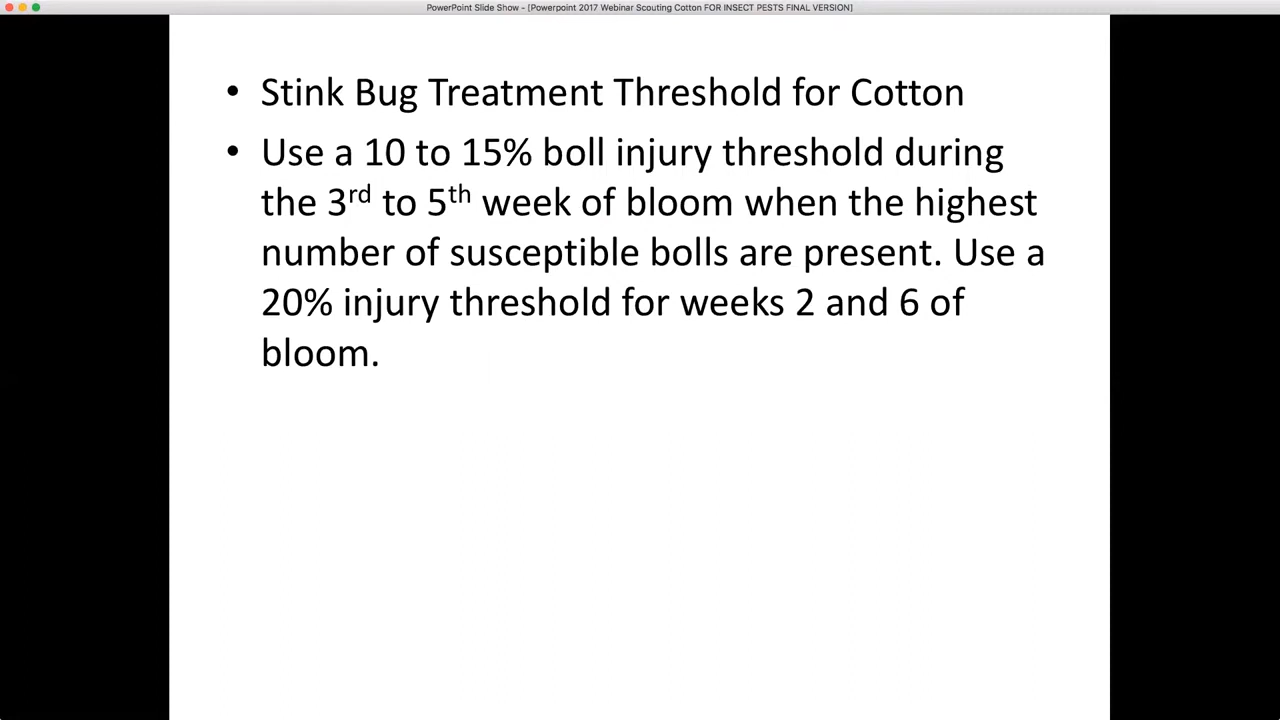 PowerPoint Slide Show - [Powerpoint 2017 Webinar Scouting Cotton FOR INSECT PESTS FINAL VERSION]
• Stink Bug Treatment Threshold for Cotton
• Use a 10 to 15% boll injury threshold during
the 3rd to 5th week of bloom when the highest
number of susceptible bolls are present. Use a
20% injury threshold for weeks 2 and 6 of
bloom.